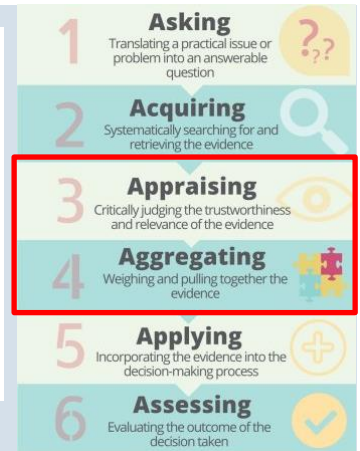 1
Asking
Translating a practical issue or
problem into an answerable
question
???
2
Acquiring
Systematically searching for and
retrieving the evidence
3
Appraising
Critically judging the trustworthiness
and relevance of the evidence
4
Aggregating
Weighing and pulling together the
evidence
5
Applying
Incorporating the evidence into the
decision-making process
6
Assessing
Evaluating the outcome of the
decision taken